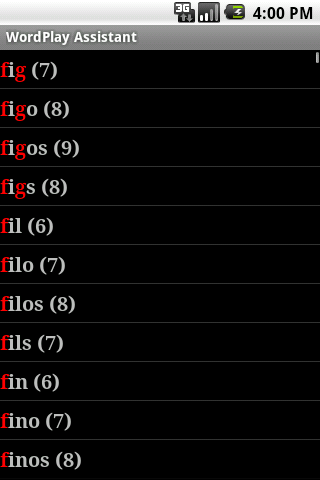 3G 4:00 PM
WordPlay Assistant
fig (7)
figo (8)
figos (9)
figs (8)
fil (6)
filo (7)
filos (8)
fils (7)
fin (6)
fino (7)
finos (8)